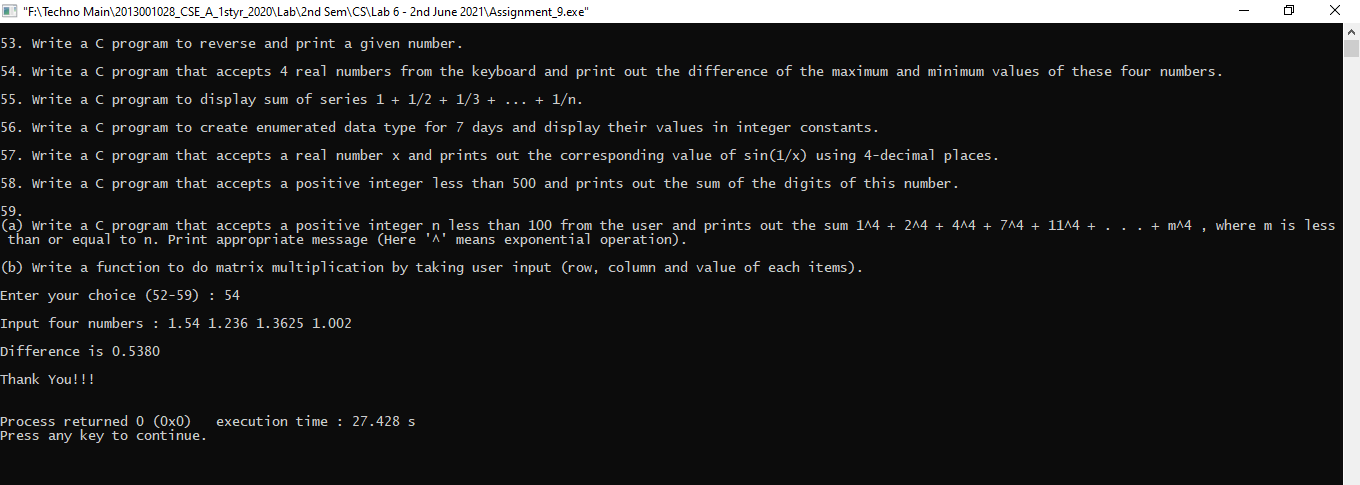 "F:\Techno Main\2013001028_CSE_A_1styr_2020\Lab\2nd Sem\CS\Lab 6 - 2nd June 2021\Assignment_9.exe"
53. Write a C program to reverse and print a given number.
54. Write a C program that accepts 4 real numbers from the keyboard and print out the difference of the maximum and minimum values of these four numbers.
55. Write a C program to display sum of series 1 + 1/2 + 1/3 + ... + 1/n.
56. Write a C program to create enumerated data type for 7 days and display their values in integer constants.
57. Write a C program that accepts a real number x and prints out the corresponding value of sin(1/x) using 4-decimal places.
58. Write a C program that accepts a positive integer less than 500 and prints out the sum of the digits of this number.
59.
(a) Write a C program that accepts a positive integer n less than 100 from the user and prints out the sum 1^4 + 2^4 + 4^4 + 7^4 + 11^4 + . . . + m^4 , where m is less
than or equal to n. Print appropriate message (Here '^' means exponential operation).
(b) Write a function to do matrix multiplication by taking user input (row, column and value of each items).
Enter your choice (52-59) : 54
Input four numbers : 1.54 1.236 1.3625 1.002
Difference is 0.5380
Thank You!!!
Process returned 0 (0x0)   execution time : 27.428 s
Press any key to continue.